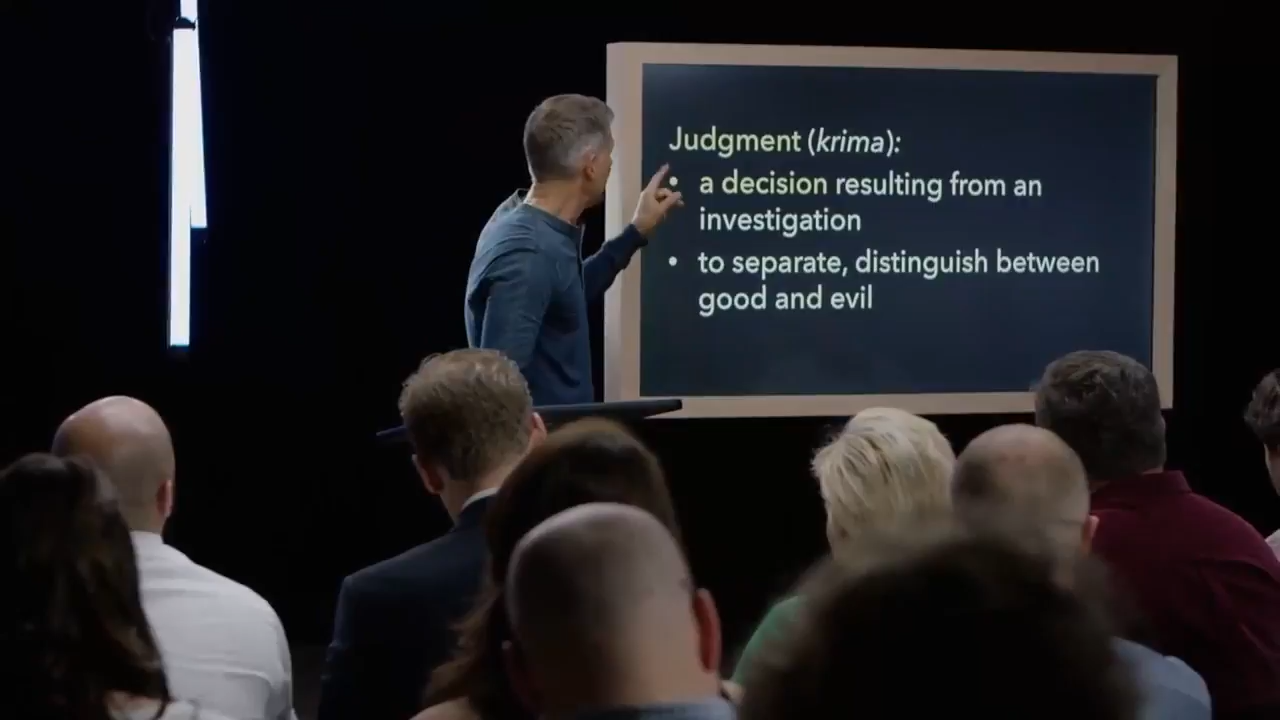 Judgment (krima):
• a decision resulting from an
investigation
• to separate, distinguish between
good and evil